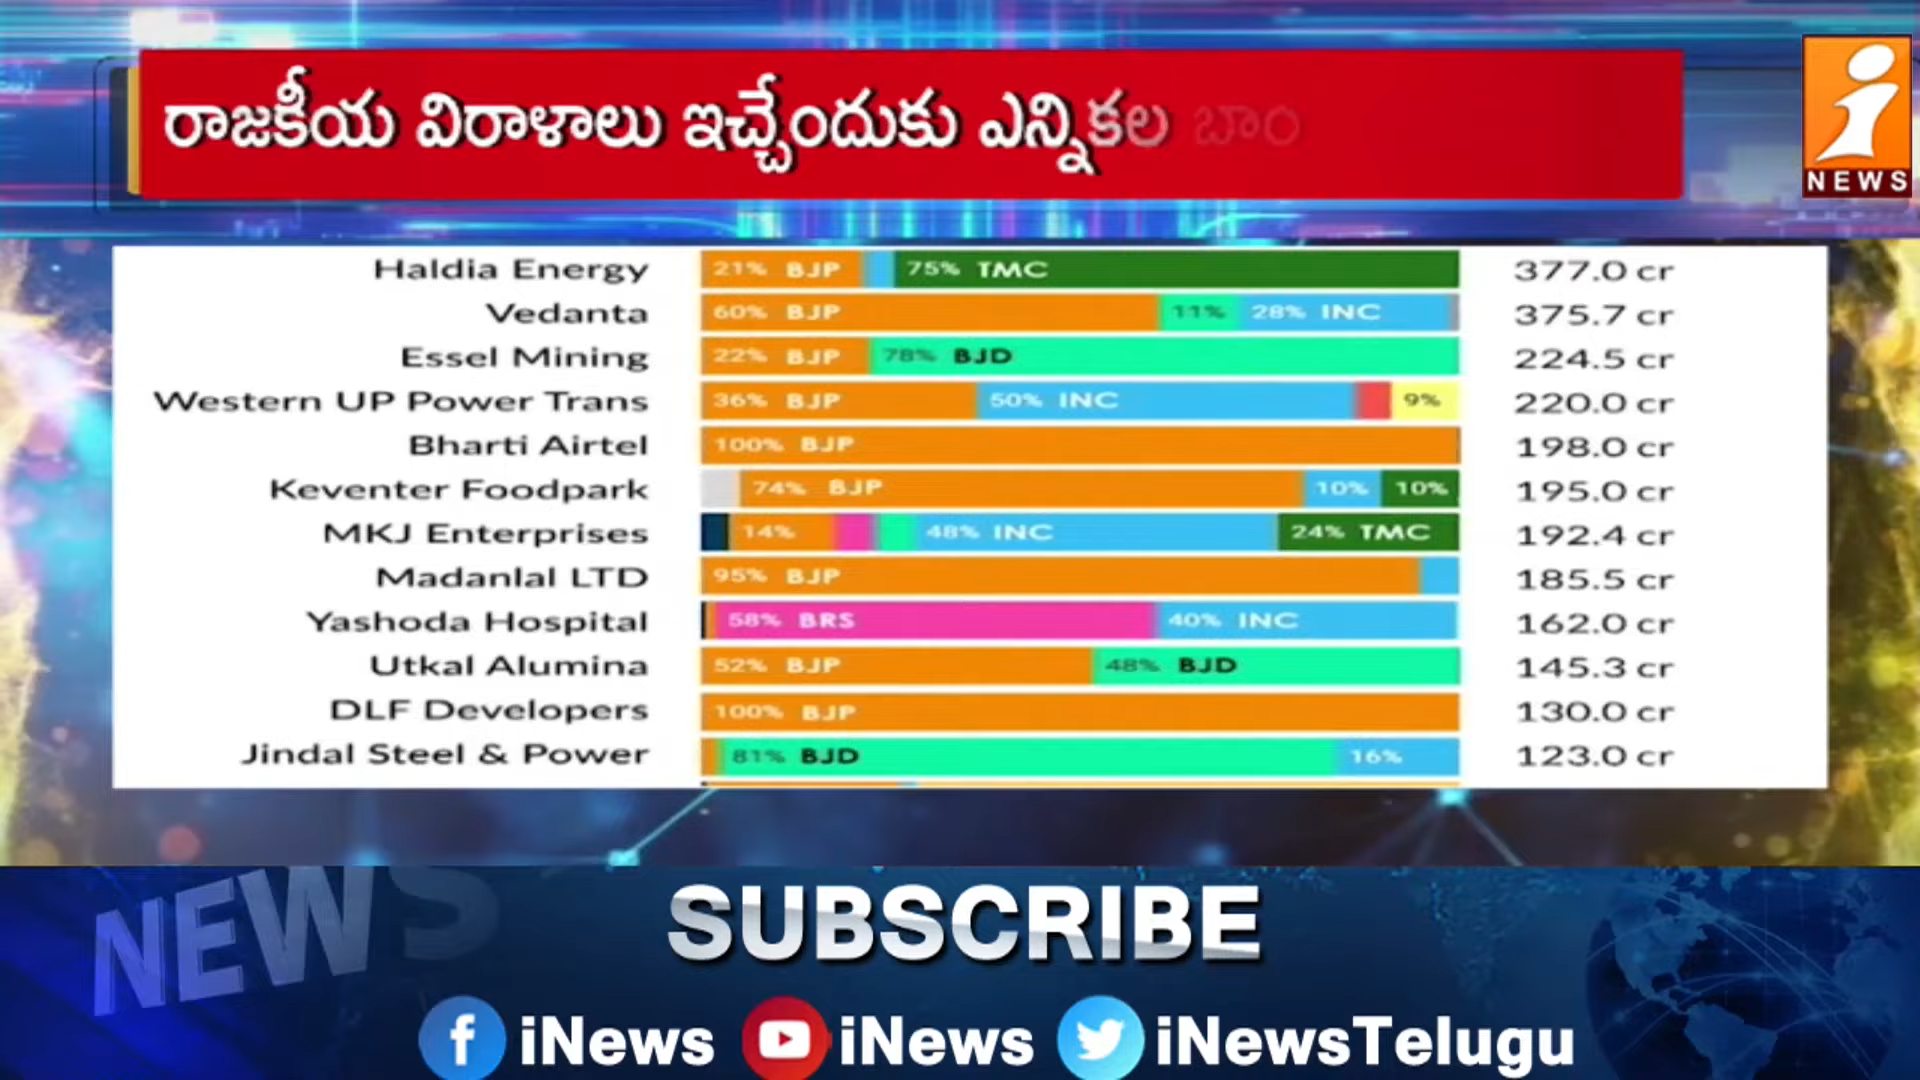 రాజకీయ విరాళాలు ఇచ్చేందుకు ఎన్నికల బాం
i
NEWS
Haldia Energy 21% BJP 75% TMC 377.0 cr
Vedanta 60% BJP 11% 28% INC 375.7 cr
Essel Mining 22% BJP 78% BJD 224.5 cr
Western UP Power Trans 36% BJP 50% INC 9% 220.0 cr
Bharti Airtel 100% BJP 198.0 cr
Keventer Foodpark 74% BJP 10% 10% 195.0 cr
MKJ Enterprises 14% 48% INC 24% TMC 192.4 cr
Madanlal LTD 95% BJP 185.5 cr
Yashoda Hospital 58% BRS 40% INC 162.0 cr
Utkal Alumina 52% BJP 48% BJD 145.3 cr
DLF Developers 100% BJP 130.0 cr
Jindal Steel & Power 81% BJD 16% 123.0 cr
NEWS
SUBSCRIBE
iNews iNews iNewsTelugu